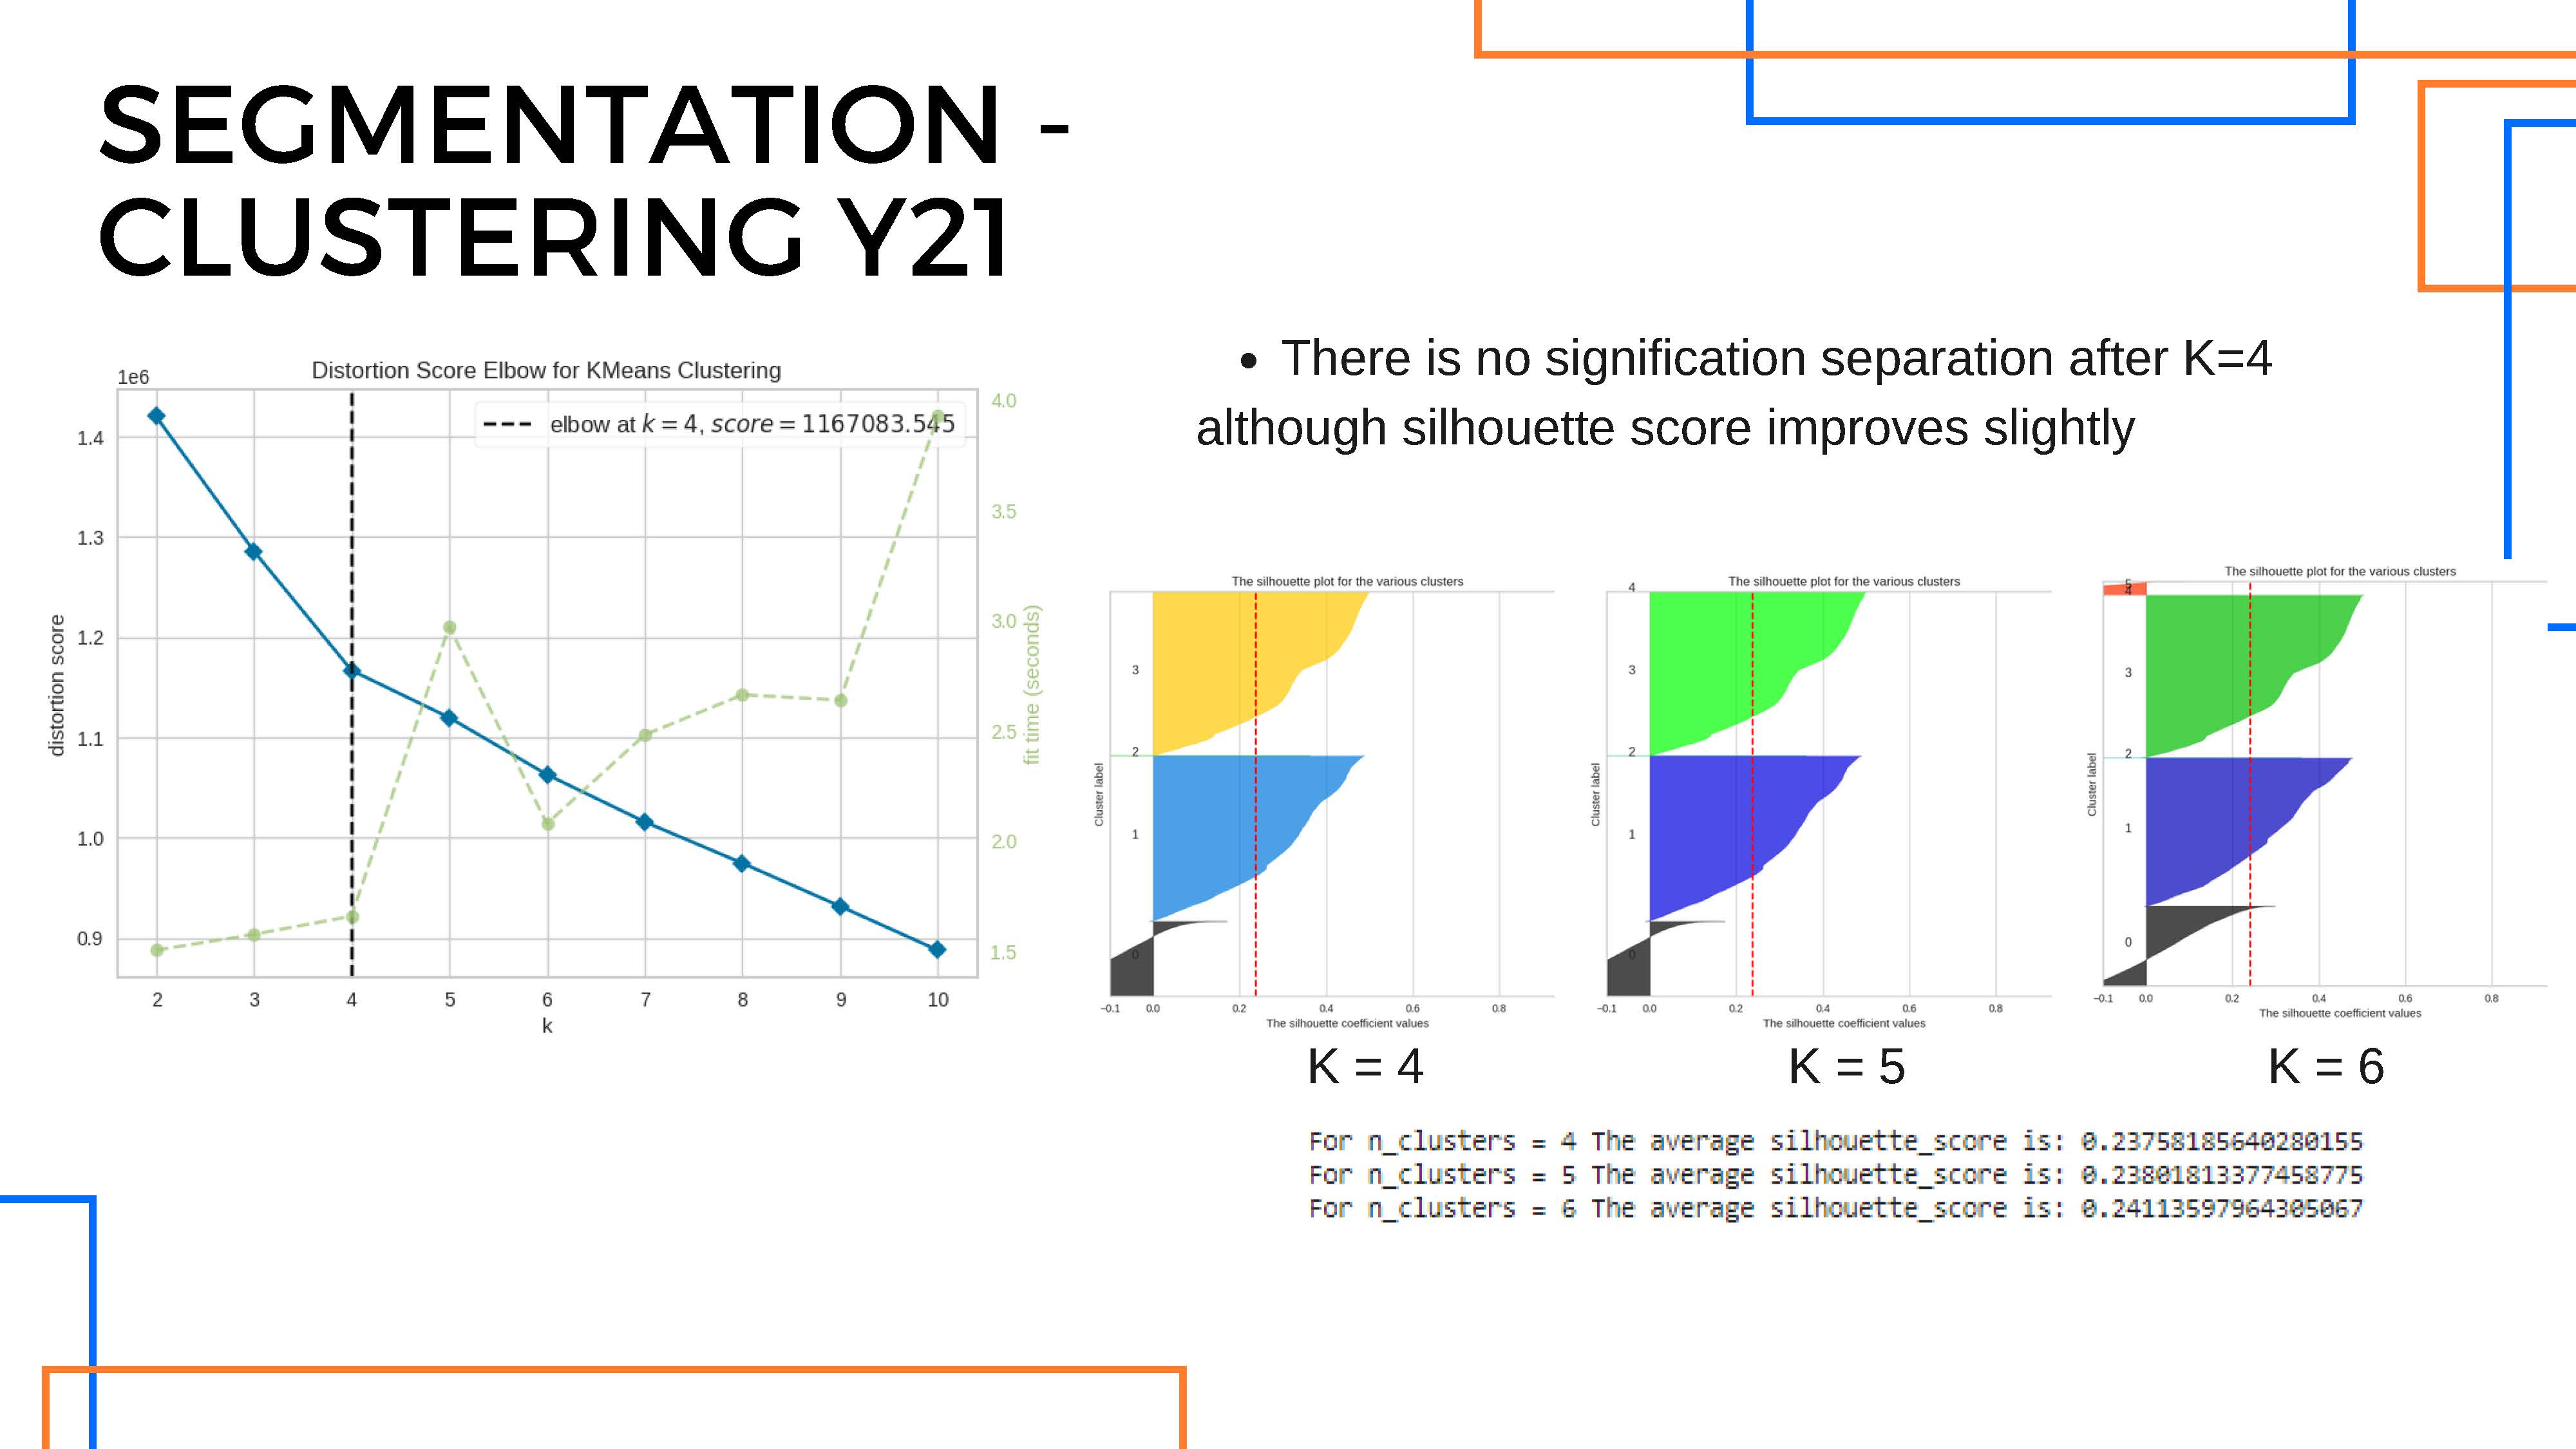 SEGMENTATION -
CLUSTERING Y21
Distortion Score Elbow for KMeans Clustering
1e6
elbow at k = 4, score = 1167083.545
1.4
1.3
1.2
1.1
1.0
0.9
distortion score
4.0
3.5
3.0
2.5
2.0
1.5
fit time (seconds)
2 3 4 5 6 7 8 9 10
k
• There is no signification separation after K=4
although silhouette score improves slightly
The silhouette plot for the various clusters
3
2
1
0
Cluster label
−0.1 0.0 0.2 0.4 0.6 0.8
The silhouette coefficient values
K = 4
The silhouette plot for the various clusters
4
3
2
1
0
Cluster label
−0.1 0.0 0.2 0.4 0.6 0.8
The silhouette coefficient values
K = 5
The silhouette plot for the various clusters
5
4
3
2
1
0
Cluster label
−0.1 0.0 0.2 0.4 0.6 0.8
The silhouette coefficient values
K = 6
For n_clusters = 4 The average silhouette_score is: 0.23758185640280155
For n_clusters = 5 The average silhouette_score is: 0.23801813377458775
For n_clusters = 6 The average silhouette_score is: 0.24113597964305067